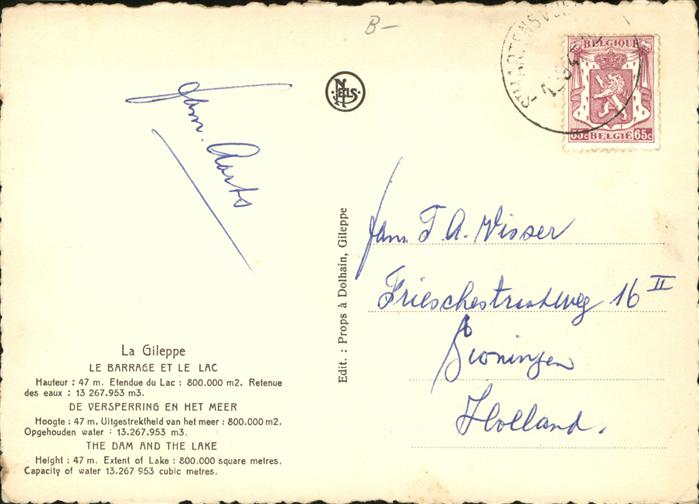 B-
NELS
Fam. Aarts
La Gileppe
LE BARRAGE ET LE LAC
Hauteur : 47 m. Etendue du Lac : 800.000 m2. Retenue
des eaux : 13 267.953 m3.
DE VERSPERRING EN HET MEER
Hoogte : 47 m. Uitgestrektheid van het meer : 800.000 m2.
Opgehouden water : 13.267.953 m3.
THE DAM AND THE LAKE
Height : 47 m. Extent of Lake : 800.000 square metres.
Capacity of water 13.267 953 cubic metres.
Edit. : Props à Dolhain, Gileppe
BELGIQUE
65c BELGIË 65c
Fam. T. A. Visser
Frieschestraatweg 16 II
Groningen
Holland.